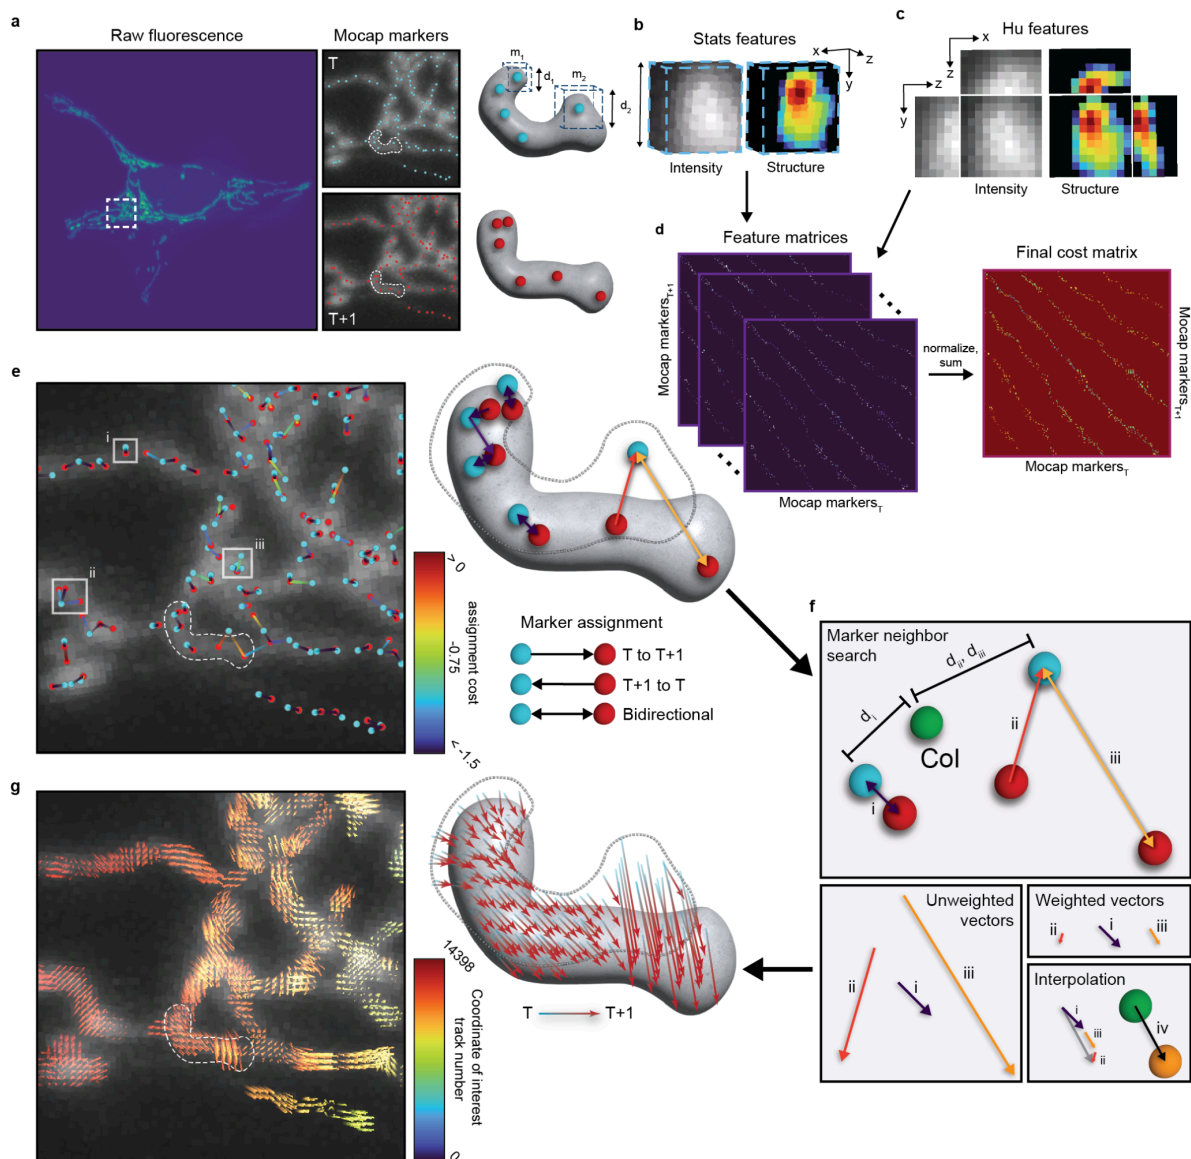 a
Raw fluorescence
Mocap markers
T
T+1
m1
d1
m2
d2
b
Stats features
x
z
y
Intensity
Structure
c
Hu features
x
z
z
y
Intensity
Structure
d
Feature matrices
Mocap markersT+1
Mocap markersT
normalize,
sum
Final cost matrix
Mocap markersT+1
Mocap markersT
e
i
ii
iii
> 0
-0.75
< -1.5
assignment cost
Marker assignment
T to T+1
T+1 to T
Bidirectional
f
Marker neighbor
search
dii, diii
di
Col
i
ii
iii
Unweighted
vectors
ii
i
iii
Weighted vectors
ii
i
iii
Interpolation
i
iii
ii
iv
g
14398
Coordinate of interest
track number
0
T
T+1